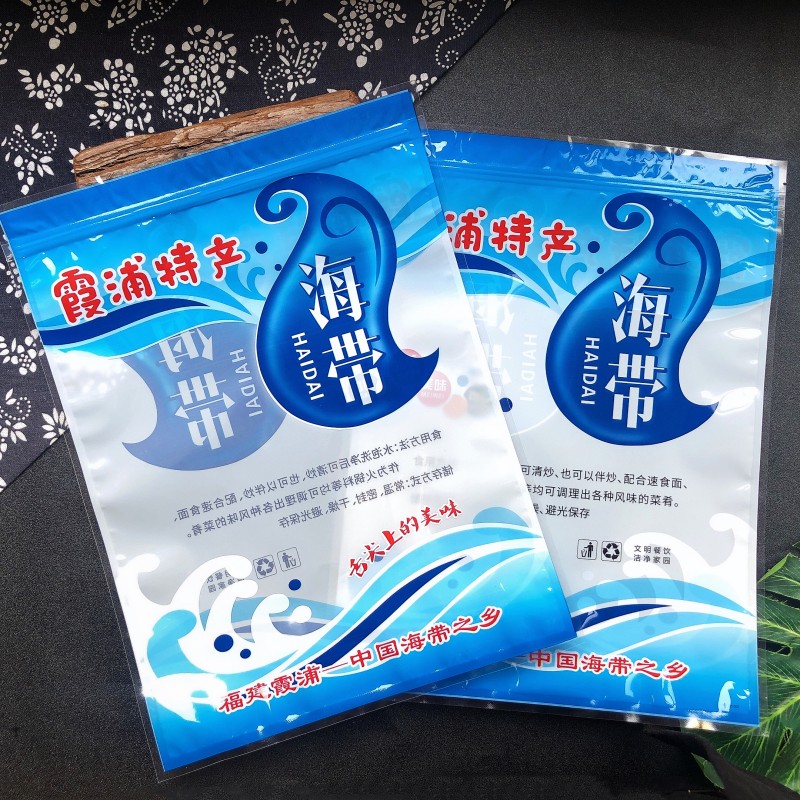 霞浦特产
海带
HAIDAI
海带
HAIDAI
食用方法:水泡洗净后可清炒,也可以伴炒,配合速食面,
作为火锅料等均可调理出各种风味的菜肴。
储存方式:常温,密封,干燥,避光保存
舌尖上的美味
福建霞浦—中国海带之乡
浦特产
海带
HAIDAI
HAIDAI
可清炒、也可以伴炒、配合速食面、
等均可调理出各种风味的菜肴。
避光保存
文明餐饮
洁净家园
中国海带之乡